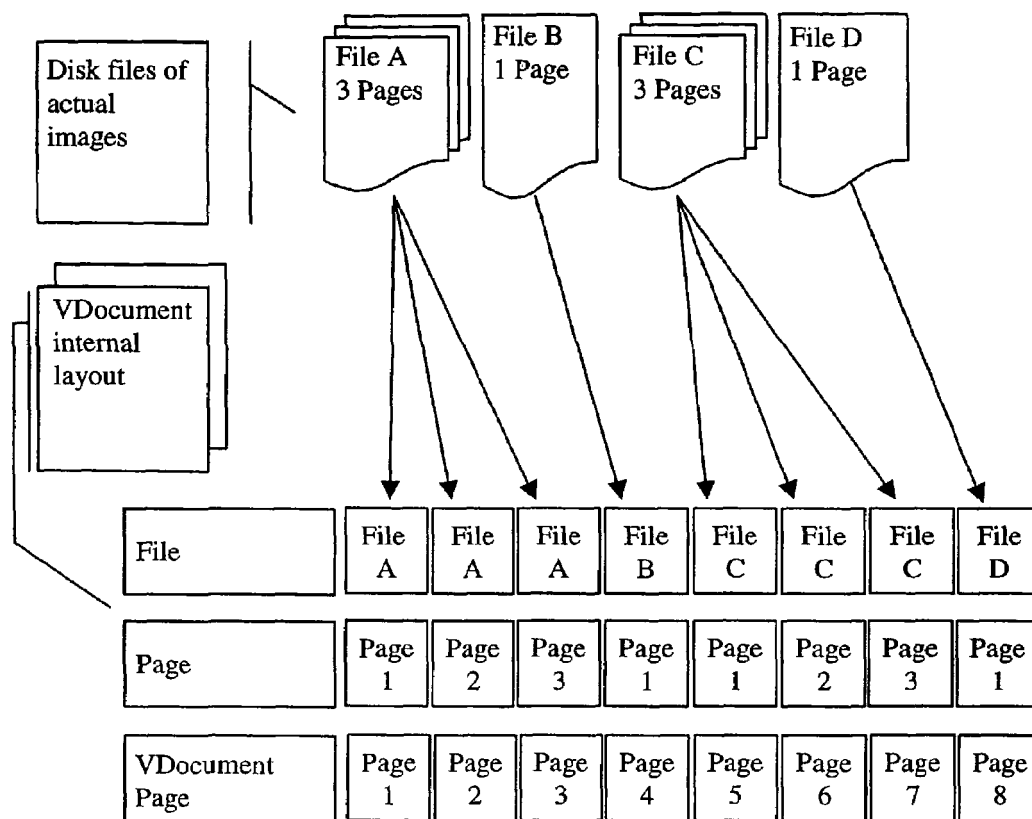 Disk files of
actual
images
File A
3 Pages
File B
1 Page
File C
3 Pages
File D
1 Page
VDocument
internal
layout
File
File
A
File
A
File
A
File
B
File
C
File
C
File
C
File
D
Page
Page
1
Page
2
Page
3
Page
1
Page
1
Page
2
Page
3
Page
1
VDocument
Page
Page
1
Page
2
Page
3
Page
4
Page
5
Page
6
Page
7
Page
8